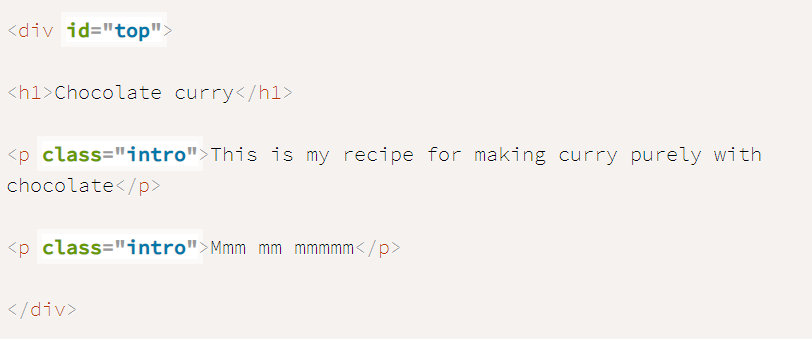 <div id="top">
<h1>Chocolate curry</h1>
<p class="intro">This is my recipe for making curry purely with
chocolate</p>
<p class="intro">Mmm mm mmmmm</p>
</div>